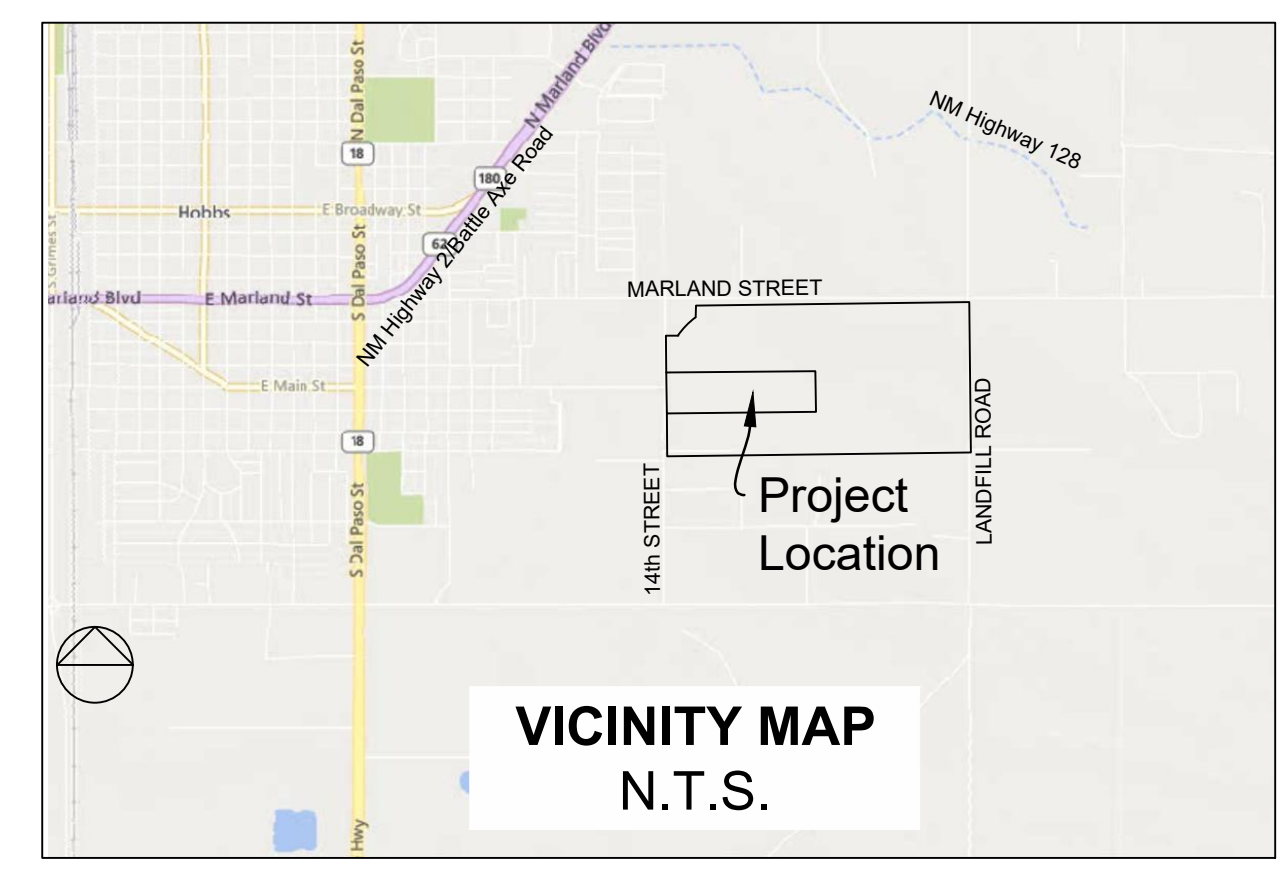 N Marland Blvd
N Dal Paso St
NM Highway 128
18
180
NM Highway 2/Battle Axe Road
Hobbs
E Broadway St
S Grimes St
S Dal Paso St
62
MARLAND STREET
arland Blvd
E Marland St
E Main St
LANDFILL ROAD
18
14th STREET
Project
Location
S Dal Paso St
VICINITY MAP
N.T.S.
Hwy